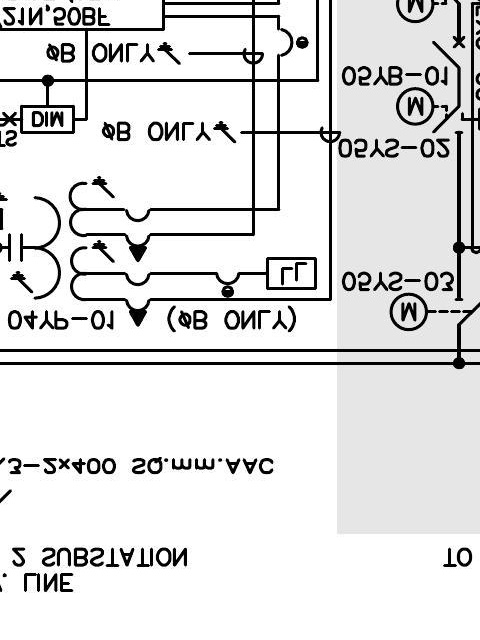 . LINE
2 SUBSTATION
TO
3-2x400 SQ.mm.AAC
04YP-01
(ØB ONLY)
M
05YS-03
LL
05YS-02
ØB ONLY*
TS
DIM
M
05YB-01
ØB ONLY*
21N,50BF
M